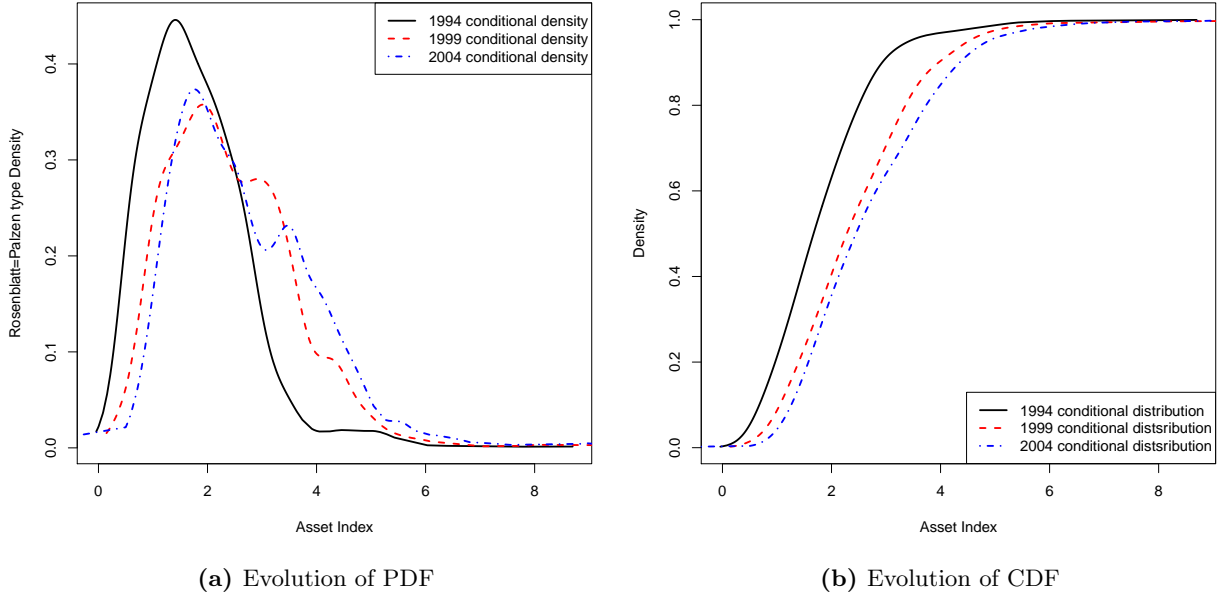 1994 conditional density
1999 conditional density
2004 conditional density
Rosenblatt=Palzen type Density
0.0
0.1
0.2
0.3
0.4
0
2
4
6
8
Asset Index
(a) Evolution of PDF
Density
0.0
0.2
0.4
0.6
0.8
1.0
1994 conditional distribution
1999 conditional distsribution
2004 conditional distsribution
0
2
4
6
8
Asset Index
(b) Evolution of CDF